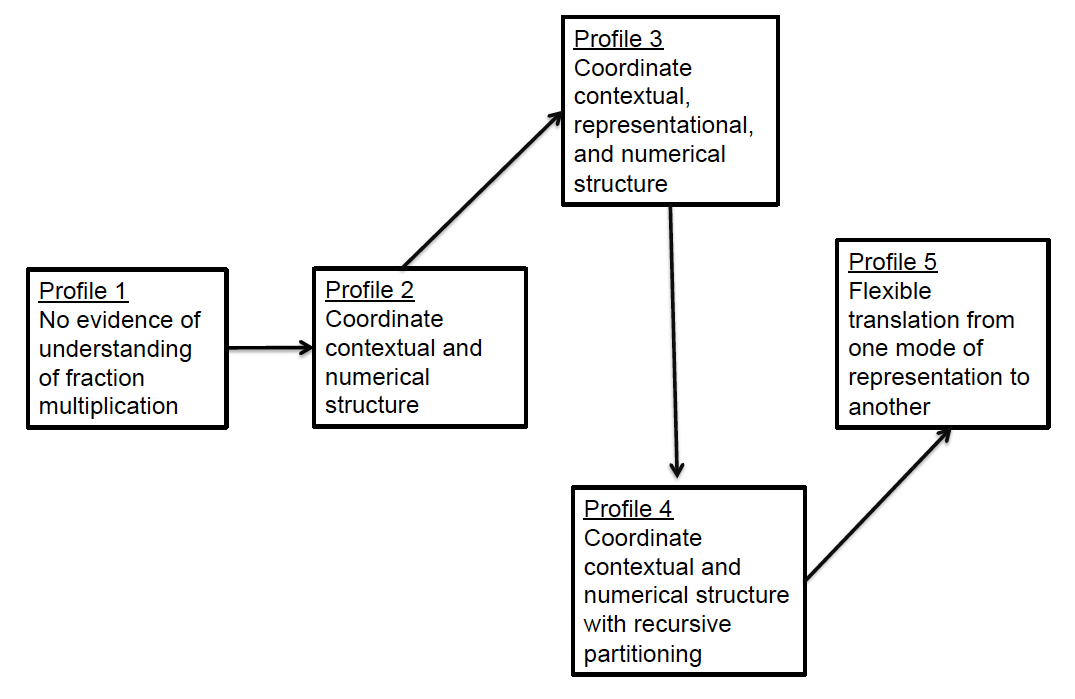 Profile 1
No evidence of
understanding
of fraction
multiplication
Profile 2
Coordinate
contextual and
numerical
structure
Profile 3
Coordinate
contextual,
representational,
and numerical
structure
Profile 4
Coordinate
contextual and
numerical structure
with recursive
partitioning
Profile 5
Flexible
translation from
one mode of
representation to
another